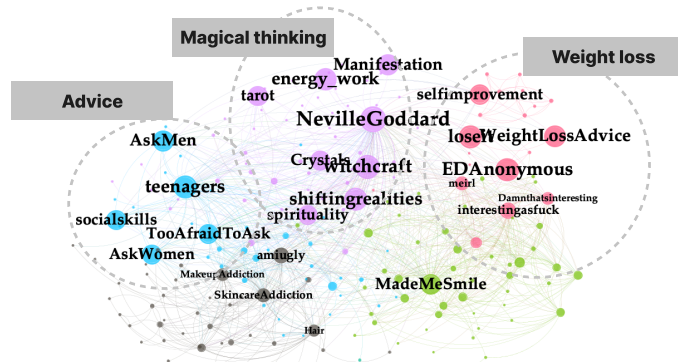 Magical thinking
Weight loss
Advice
Manifestation
energy_work
tarot
selfimprovement
NevilleGoddard
AskMen
loseit
WeightLossAdvice
Crystals
witchcraft
EDAnonymous
meirl
teenagers
shiftingrealities
Damnthatsinteresting
interestingasfuck
spirituality
socialskills
TooAfraidToAsk
AskWomen
amiugly
MakeupAddiction
SkincareAddiction
MadeMeSmile
Hair